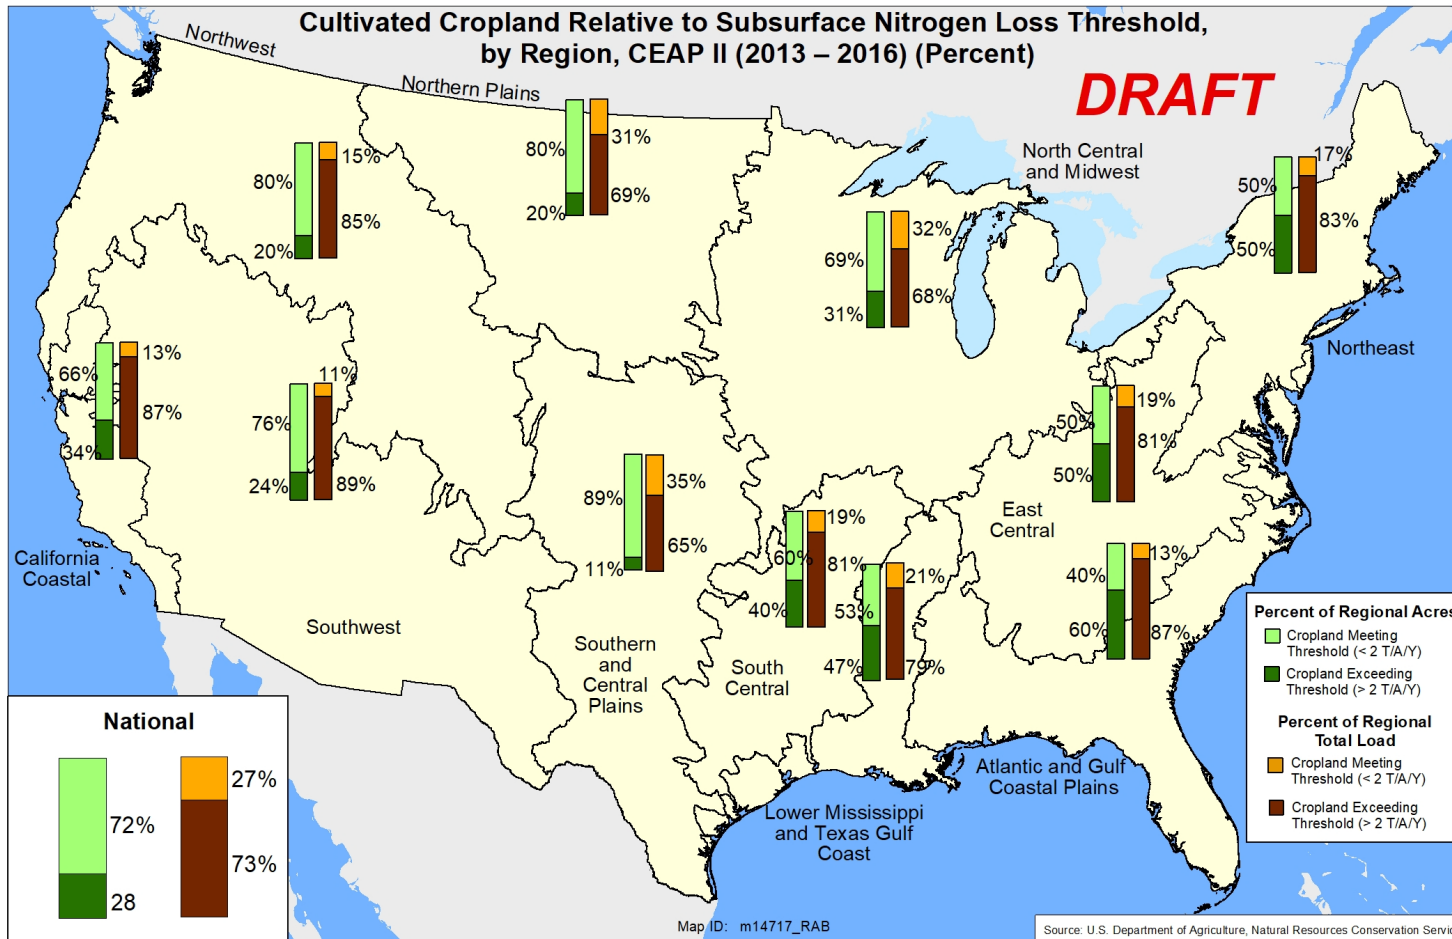 Cultivated Cropland Relative to Subsurface Nitrogen Loss Threshold,
by Region, CEAP II (2013 – 2016) (Percent)
DRAFT
Northwest
Northern Plains
North Central
and Midwest
Northeast
80%
20%
15%
85%
80%
20%
31%
69%
69%
31%
32%
68%
50%
50%
17%
83%
66%
34%
13%
87%
76%
24%
11%
89%
89%
11%
35%
65%
60%
40%
19%
81%
53%
47%
21%
79%
50%
50%
19%
81%
40%
60%
13%
87%
California
Coastal
Southwest
Southern
and
Central
Plains
South
Central
East
Central
Lower Mississippi
and Texas Gulf
Coast
Atlantic and Gulf
Coastal Plains
National
72%
28
27%
73%
Percent of Regional Acres
Cropland Meeting
Threshold (< 2 T/A/Y)
Cropland Exceeding
Threshold (> 2 T/A/Y)
Percent of Regional
Total Load
Cropland Meeting
Threshold (< 2 T/A/Y)
Cropland Exceeding
Threshold (> 2 T/A/Y)
Map ID: m14717_RAB
Source: U.S. Department of Agriculture, Natural Resources Conservation Servic